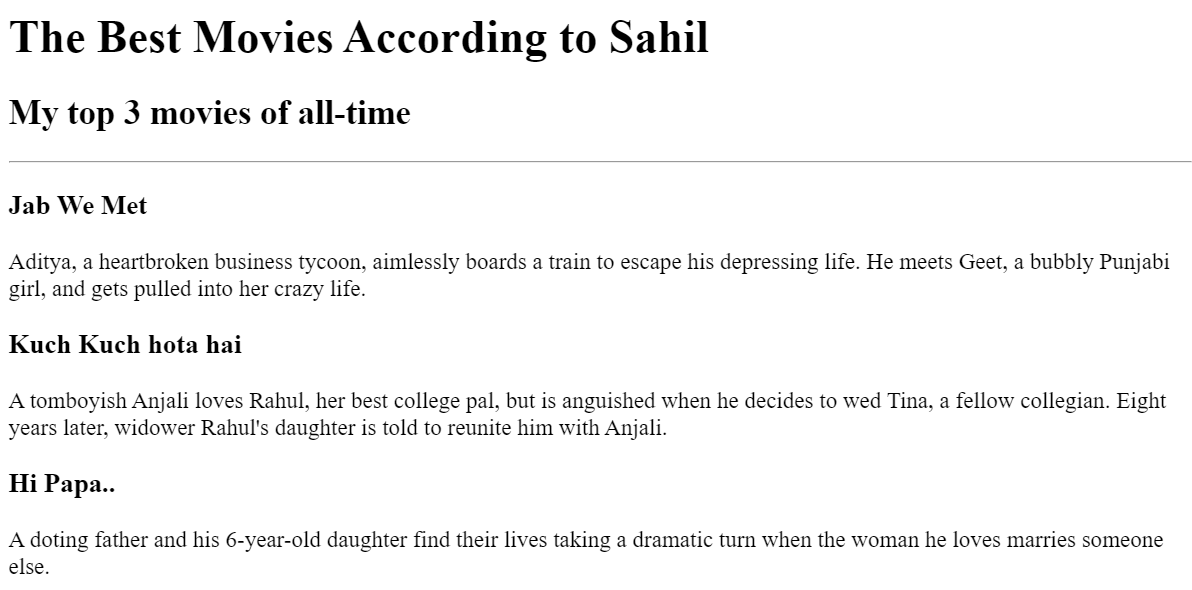 The Best Movies According to Sahil
My top 3 movies of all-time
Jab We Met
Aditya, a heartbroken business tycoon, aimlessly boards a train to escape his depressing life. He meets Geet, a bubbly Punjabi
girl, and gets pulled into her crazy life.
Kuch Kuch hota hai
A tomboyish Anjali loves Rahul, her best college pal, but is anguished when he decides to wed Tina, a fellow collegian. Eight
years later, widower Rahul's daughter is told to reunite him with Anjali.
Hi Papa..
A doting father and his 6-year-old daughter find their lives taking a dramatic turn when the woman he loves marries someone
else.